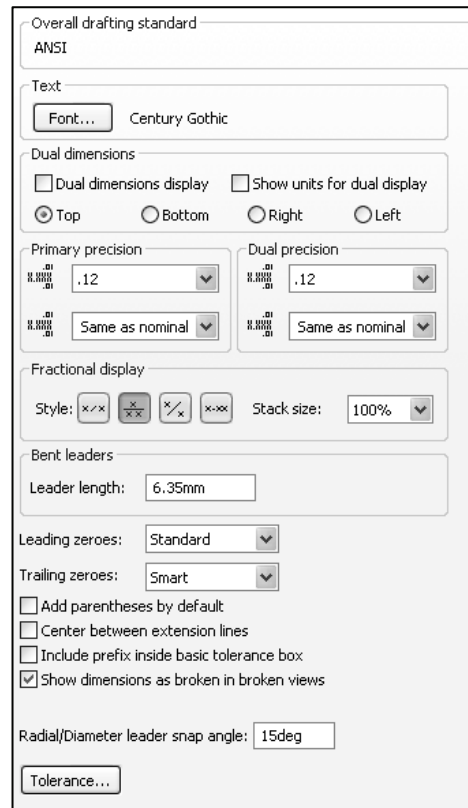 Overall drafting standard
ANSI
Text
Font... Century Gothic
Dual dimensions
Dual dimensions display Show units for dual display
Top Bottom Right Left
Primary precision Dual precision
.12 .12
Same as nominal Same as nominal
Fractional display
Style: Stack size: 100%
Bent leaders
Leader length: 6.35mm
Leading zeroes: Standard
Trailing zeroes: Smart
Add parentheses by default
Center between extension lines
Include prefix inside basic tolerance box
Show dimensions as broken in broken views
Radial/Diameter leader snap angle: 15deg
Tolerance...